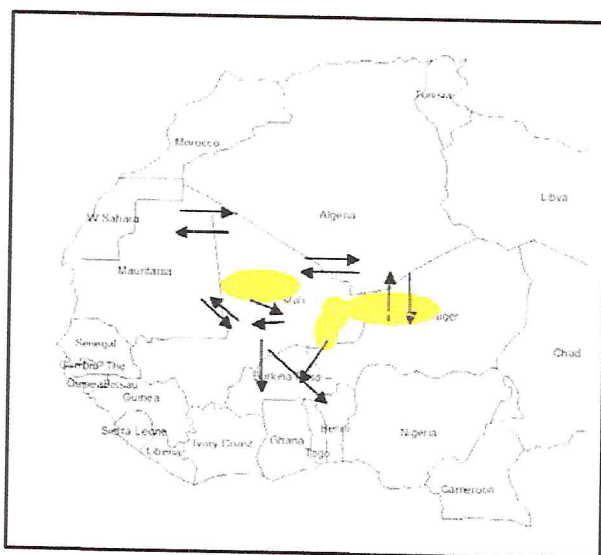 Tunisia
Morocco
Libya
Algeria
W Sahara
Mauritania
Mali
Niger
Senegal
Chad
Burkina Faso
Guinea
Sierra Leone
Ivory Coast
Ghana
Benin
Togo
Nigeria
Liberia
Cameroon